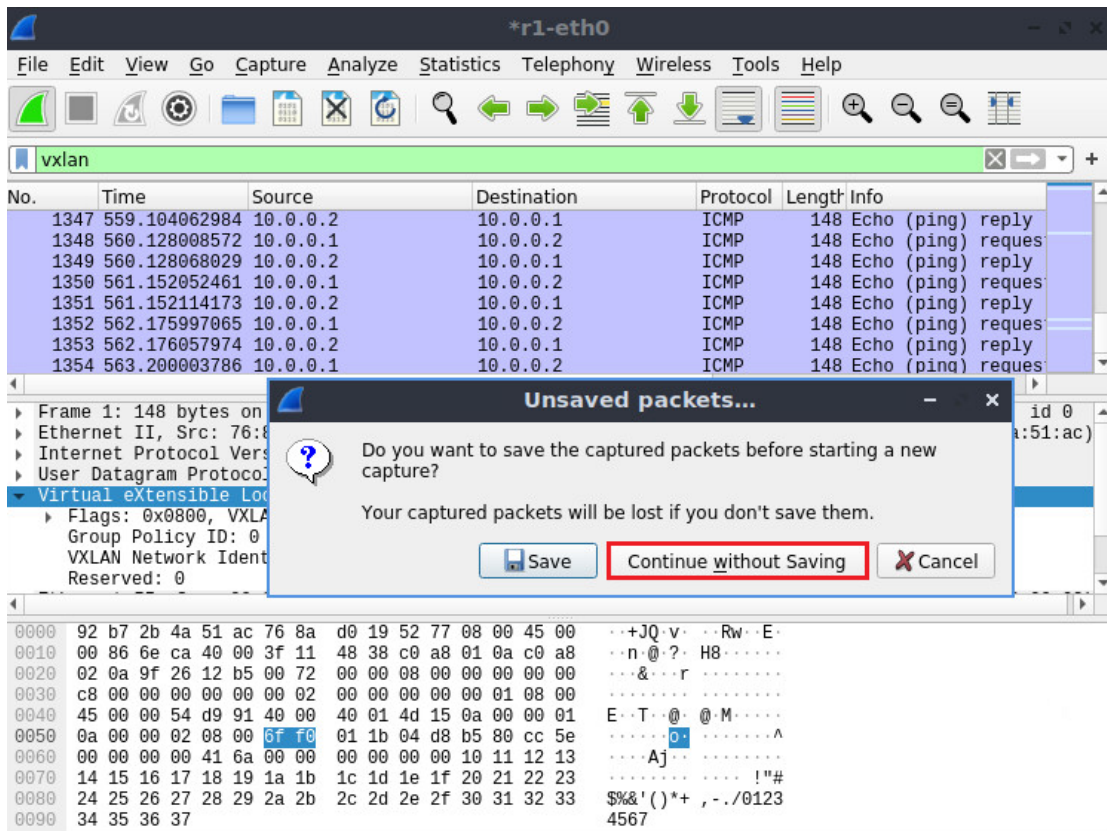 *r1-eth0
File Edit View Go Capture Analyze Statistics Telephony Wireless Tools Help
vxlan
No. Time Source Destination Protocol Length Info
1347 559.104062984 10.0.0.2 10.0.0.1 ICMP 148 Echo (ping) reply
1348 560.128008572 10.0.0.1 10.0.0.2 ICMP 148 Echo (ping) reques
1349 560.128068029 10.0.0.2 10.0.0.1 ICMP 148 Echo (ping) reply
1350 561.152052461 10.0.0.1 10.0.0.2 ICMP 148 Echo (ping) reques
1351 561.152114173 10.0.0.2 10.0.0.1 ICMP 148 Echo (ping) reply
1352 562.175997065 10.0.0.1 10.0.0.2 ICMP 148 Echo (ping) reques
1353 562.176057974 10.0.0.2 10.0.0.1 ICMP 148 Echo (ping) reply
1354 563.200003786 10.0.0.1 10.0.0.2 ICMP 148 Echo (ping) reques
Frame 1: 148 bytes on id 0
Ethernet II, Src: 76:8 a:51:ac)
Internet Protocol Vers
User Datagram Protocol
Virtual eXtensible Loc
Flags: 0x0800, VXLA
Group Policy ID: 0
VXLAN Network Ident
Reserved: 0
Unsaved packets...
Do you want to save the captured packets before starting a new
capture?
Your captured packets will be lost if you don't save them.
Save Continue without Saving Cancel
0000 92 b7 2b 4a 51 ac 76 8a d0 19 52 77 08 00 45 00 ··+JQ·v· ··Rw··E·
0010 00 86 6e ca 40 00 3f 11 48 38 c0 a8 01 0a c0 a8 ··n·@·?· H8······
0020 02 0a 9f 26 12 b5 00 72 00 00 08 00 00 00 00 00 ···&···r ········
0030 c8 00 00 00 00 00 02 00 00 00 00 00 01 08 00 ········ ········
0040 45 00 00 54 d9 91 40 00 40 01 4d 15 0a 00 00 01 E··T··@· @·M·····
0050 0a 00 00 02 08 00 6f f0 01 1b 04 d8 b5 80 cc 5e ······o· ·······^
0060 00 00 00 00 41 6a 00 00 00 00 00 00 10 11 12 13 ····Aj·· ········
0070 14 15 16 17 18 19 1a 1b 1c 1d 1e 1f 20 21 22 23 ········ ···· !"#
0080 24 25 26 27 28 29 2a 2b 2c 2d 2e 2f 30 31 32 33 $%&'()*+ ,-./0123
0090 34 35 36 37 4567